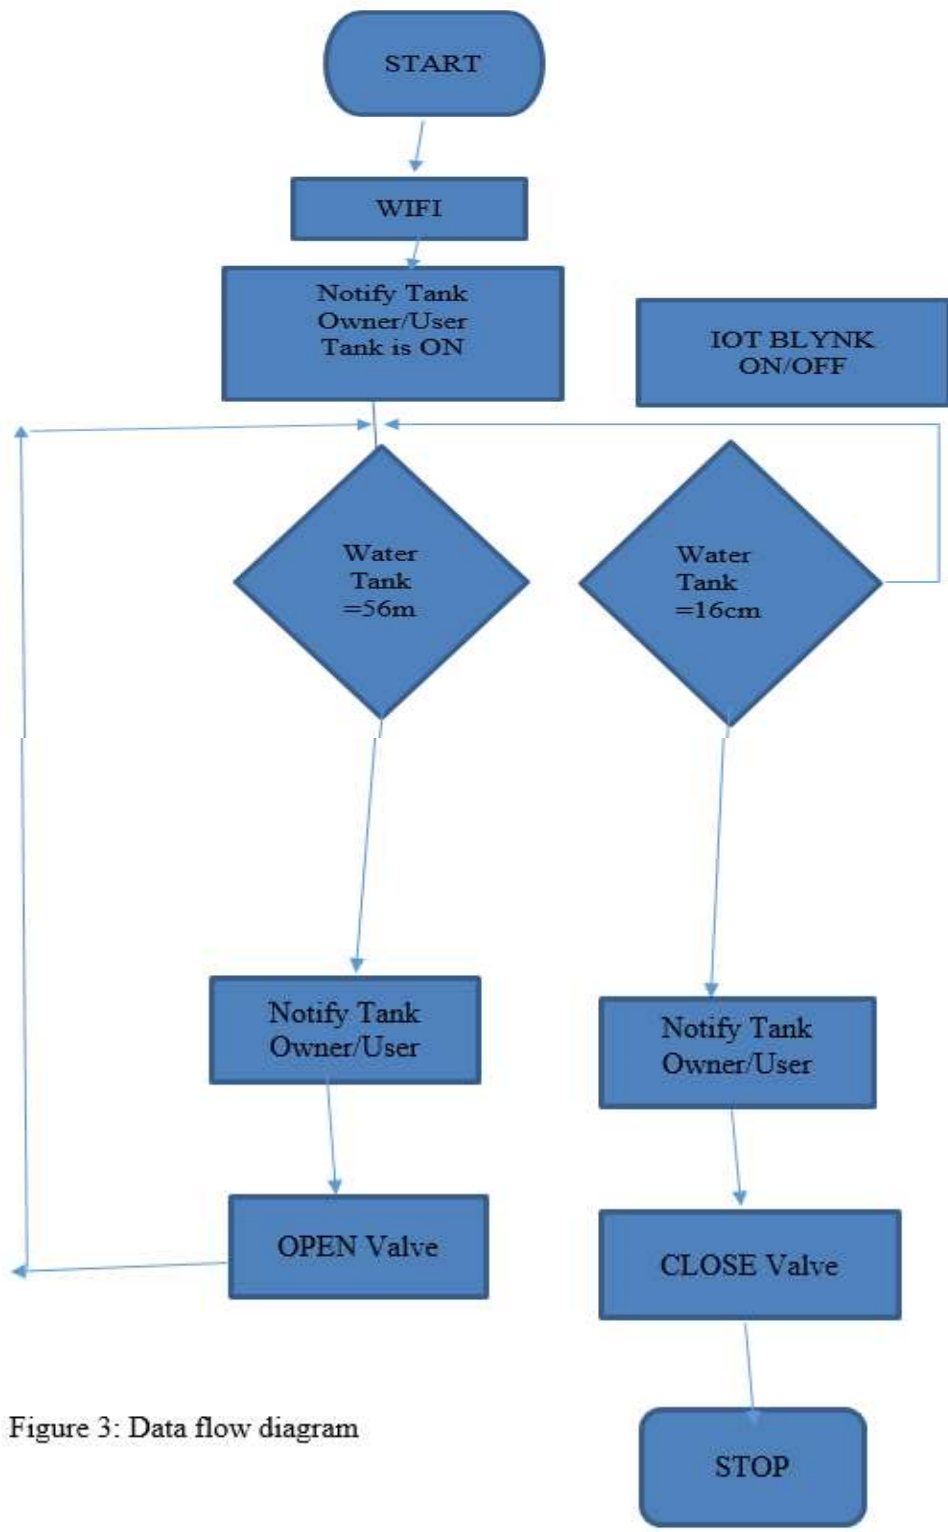 START
WIFI
Notify Tank
Owner/User
Tank is ON
IOT BLYNK
ON/OFF
Water
Tank
=56m
Water
Tank
=16cm
Notify Tank
Owner/User
Notify Tank
Owner/User
OPEN Valve
CLOSE Valve
Figure 3: Data flow diagram
STOP